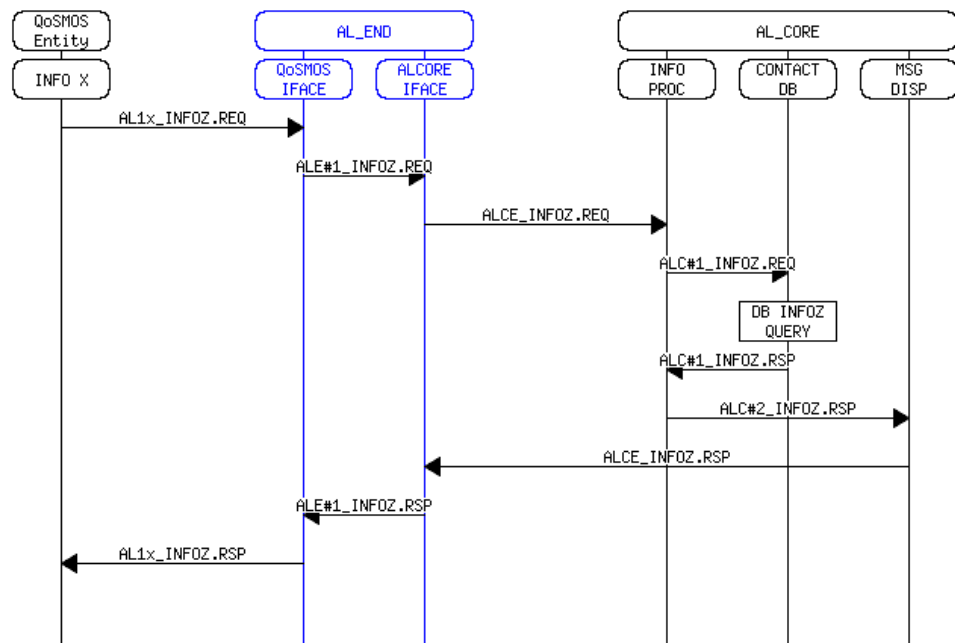 QoSMOS
Entity
AL_END
AL_CORE
INFO X
QoSMOS
IFACE
ALCORE
IFACE
INFO
PROC
CONTACT
DB
MSG
DISP
AL1x_INFOZ.REQ
ALE#1_INFOZ.REQ
ALCE_INFOZ.REQ
ALC#1_INFOZ.REQ
DB INFOZ
QUERY
ALC#1_INFOZ.RSP
ALC#2_INFOZ.RSP
ALCE_INFOZ.RSP
ALE#1_INFOZ.RSP
AL1x_INFOZ.RSP